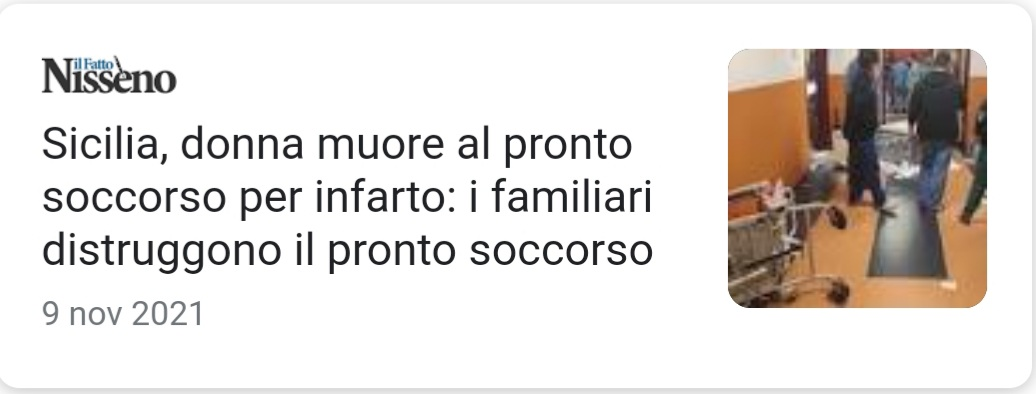 il Fatto
Nisseno
Sicilia, donna muore al pronto
soccorso per infarto: i familiari
distruggono il pronto soccorso
9 nov 2021